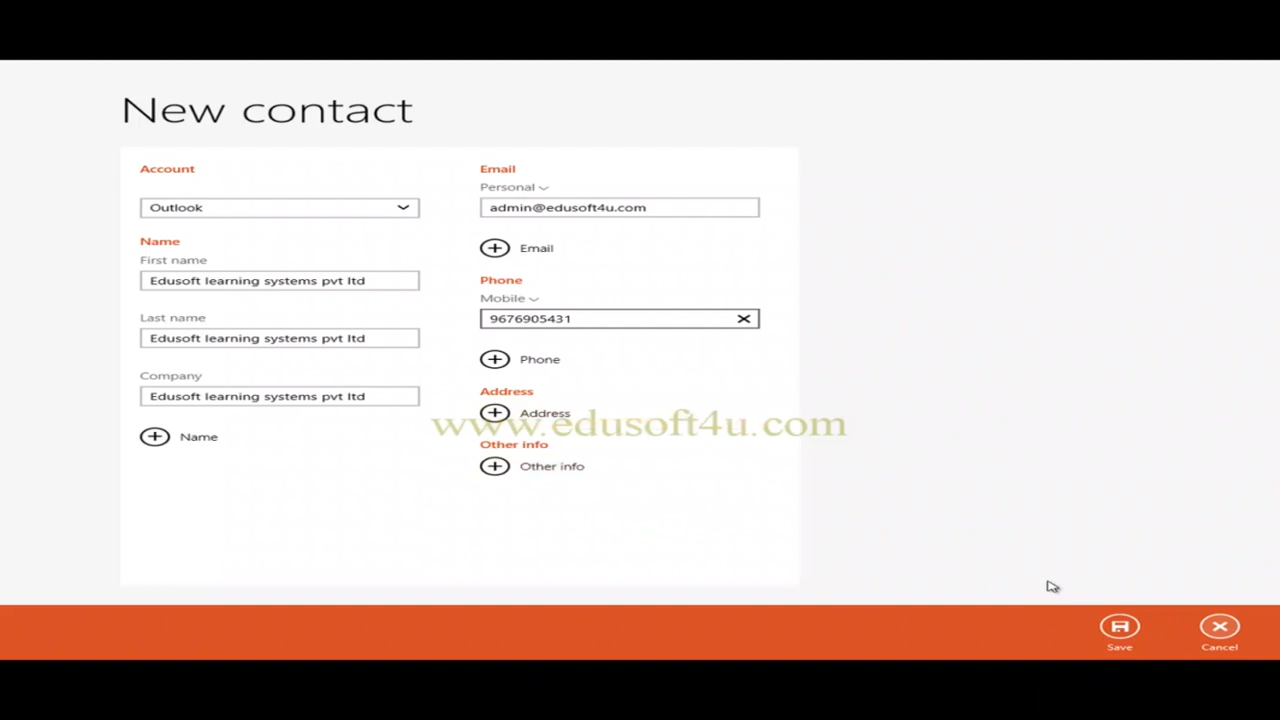 New contact
Account
Outlook
Name
First name
Edusoft learning systems pvt ltd
Last name
Edusoft learning systems pvt ltd
Company
Edusoft learning systems pvt ltd
Name
Email
Personal
admin@edusoft4u.com
Email
Phone
Mobile
9676905431
Phone
Address
Address
www.edusoft4u.com
Other info
Other info
Save
Cancel